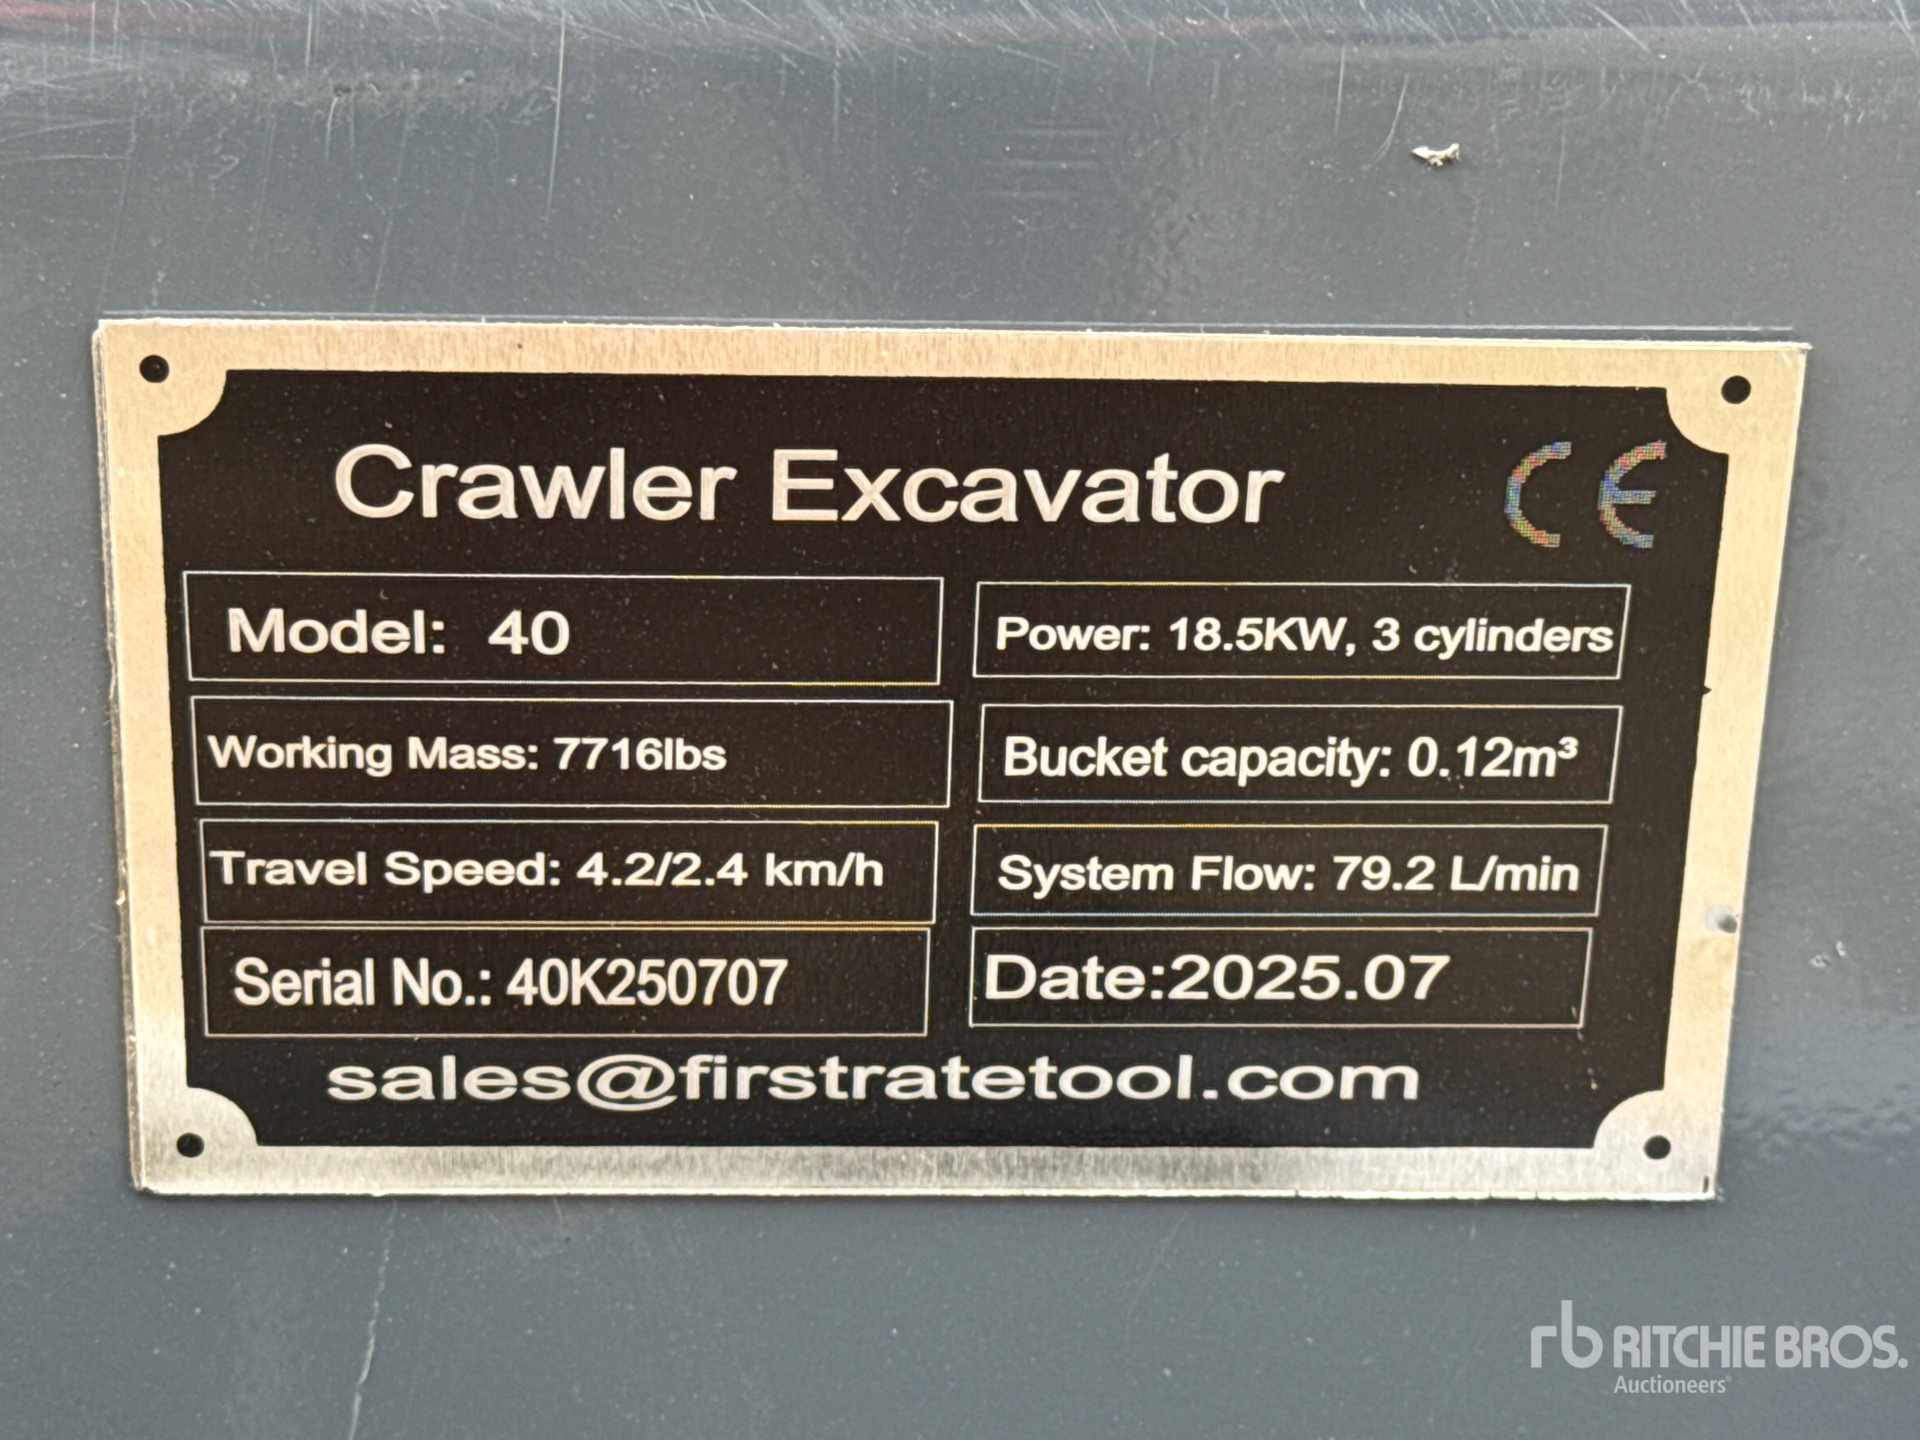 Crawler Excavator CE
Model: 40
Power: 18.5KW, 3 cylinders
Working Mass: 7716lbs
Bucket capacity: 0.12m³
Travel Speed: 4.2/2.4 km/h
System Flow: 79.2 L/min
Serial No.: 40K250707
Date:2025.07
sales@firstratetool.com
rb RITCHIE BROS.
Auctioneers